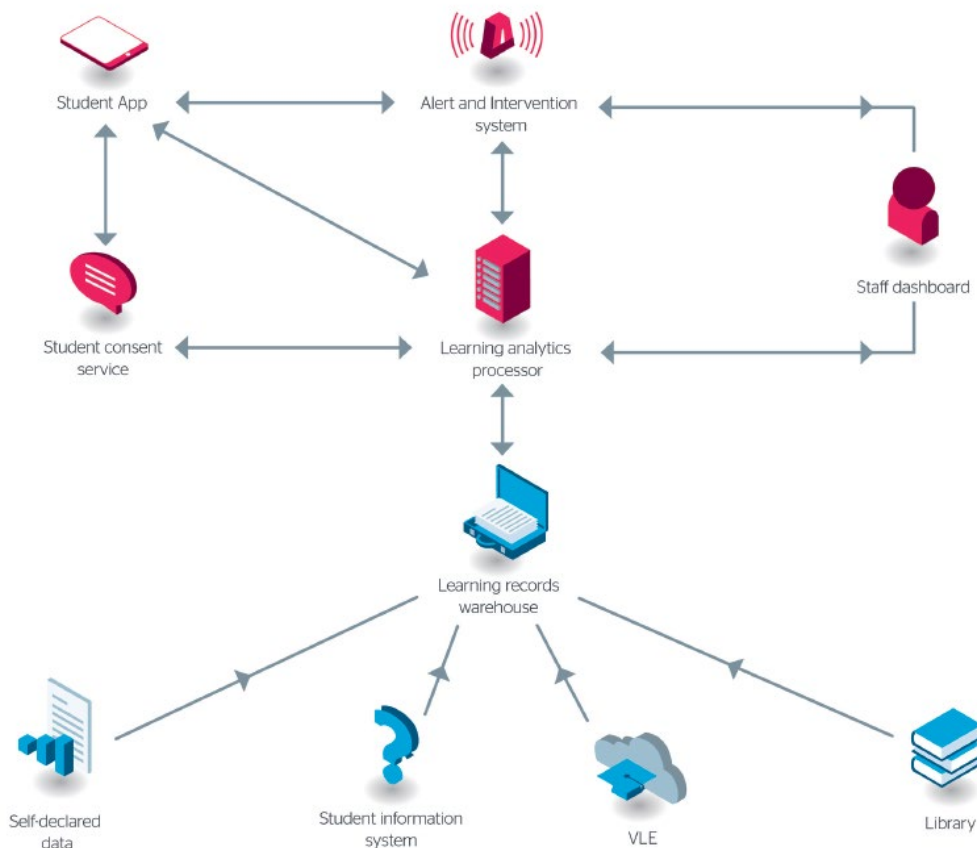 Student App
Alert and Intervention
system
Staff dashboard
Student consent
service
Learning analytics
processor
Learning records
warehouse
Self-declared
data
Student information
system
VLE
Library